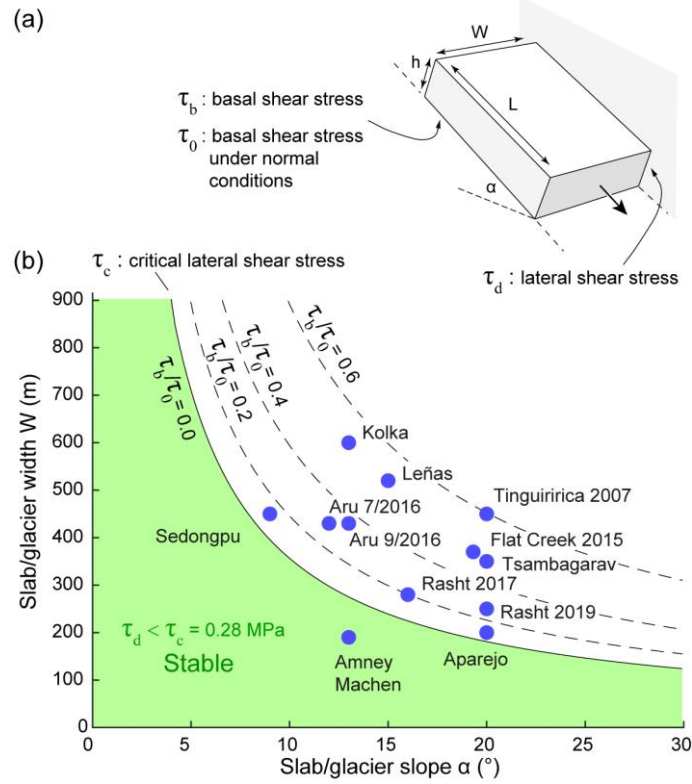 (a)
W
h
L
α
τb : basal shear stress
τ0 : basal shear stress
under normal
conditions
τd : lateral shear stress
(b)
τc : critical lateral shear stress
900
800
700
600
500
400
300
200
100
0
Slab/glacier width W (m)
τb/τ0 = 0.0
τb/τ0 = 0.2
τb/τ0 = 0.4
τb/τ0 = 0.6
Kolka
Leñas
Tinguiririca 2007
Aru 7/2016
Aru 9/2016
Sedongpu
Flat Creek 2015
Tsambagarav
Rasht 2017
Rasht 2019
τd < τc = 0.28 MPa
Stable
Amney
Machen
Aparejo
0
5
10
15
20
25
30
Slab/glacier slope α (°)